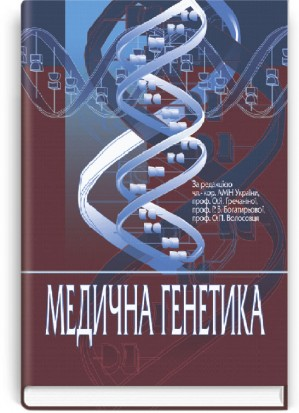 За редакцією
чл.-кор. АМН України,
проф. О.Я. Гречаніної,
проф. Р.В. Богатирьової,
проф. О.П. Волосовця
МЕДИЧНА ГЕНЕТИКА